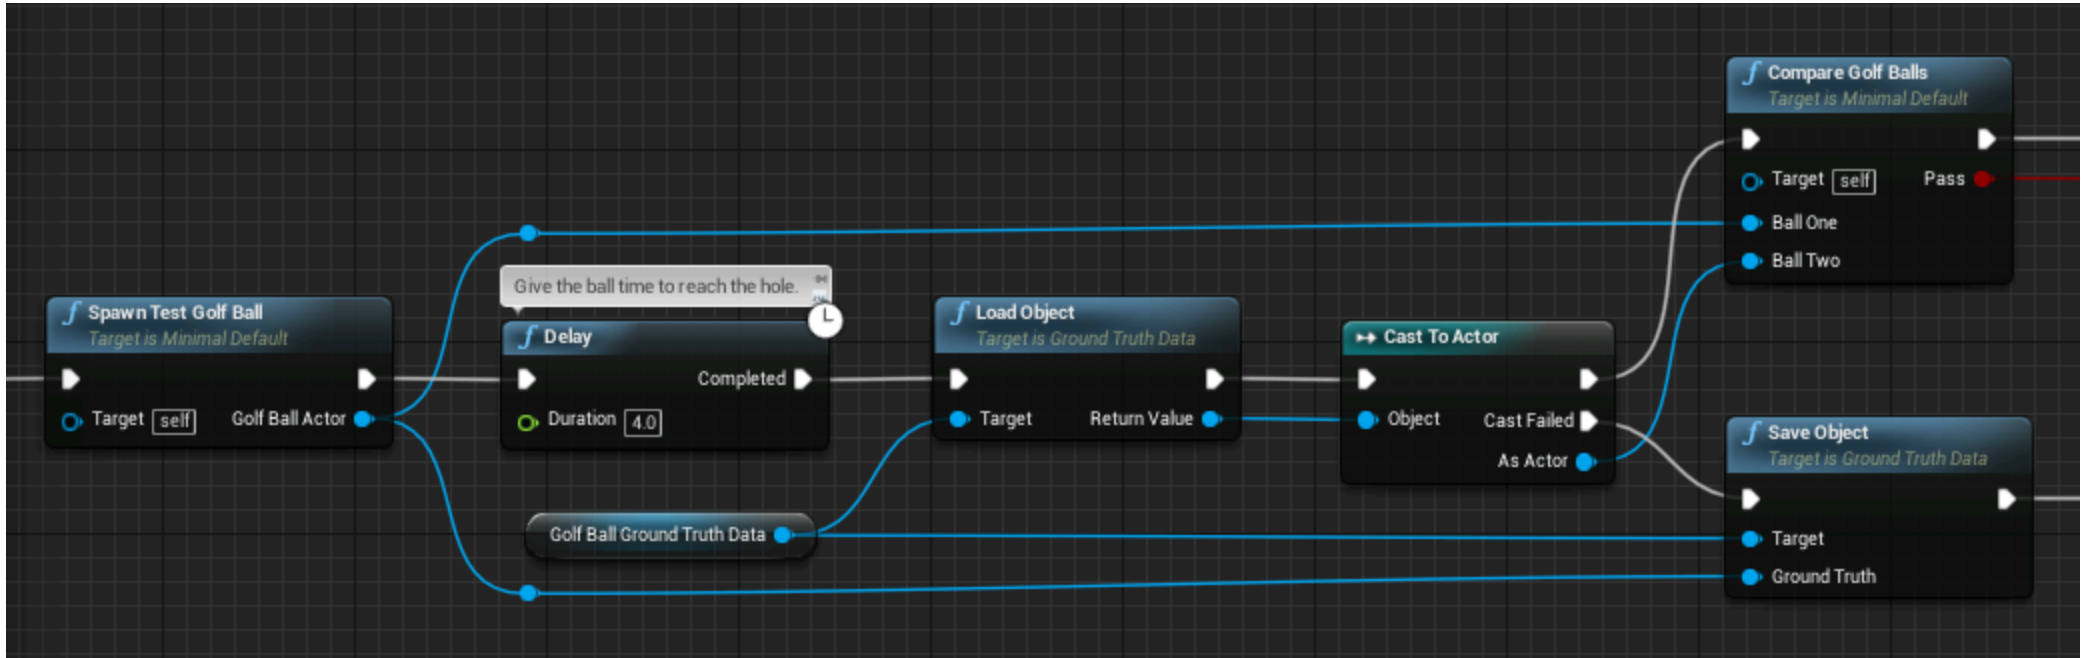 Spawn Test Golf Ball
Target is Minimal Default
Target self
Golf Ball Actor
Give the ball time to reach the hole.
Delay
Completed
Duration 4.0
Golf Ball Ground Truth Data
Load Object
Target is Ground Truth Data
Target
Return Value
Cast To Actor
Object
Cast Failed
As Actor
Compare Golf Balls
Target is Minimal Default
Target self
Pass
Ball One
Ball Two
Save Object
Target is Ground Truth Data
Target
Ground Truth